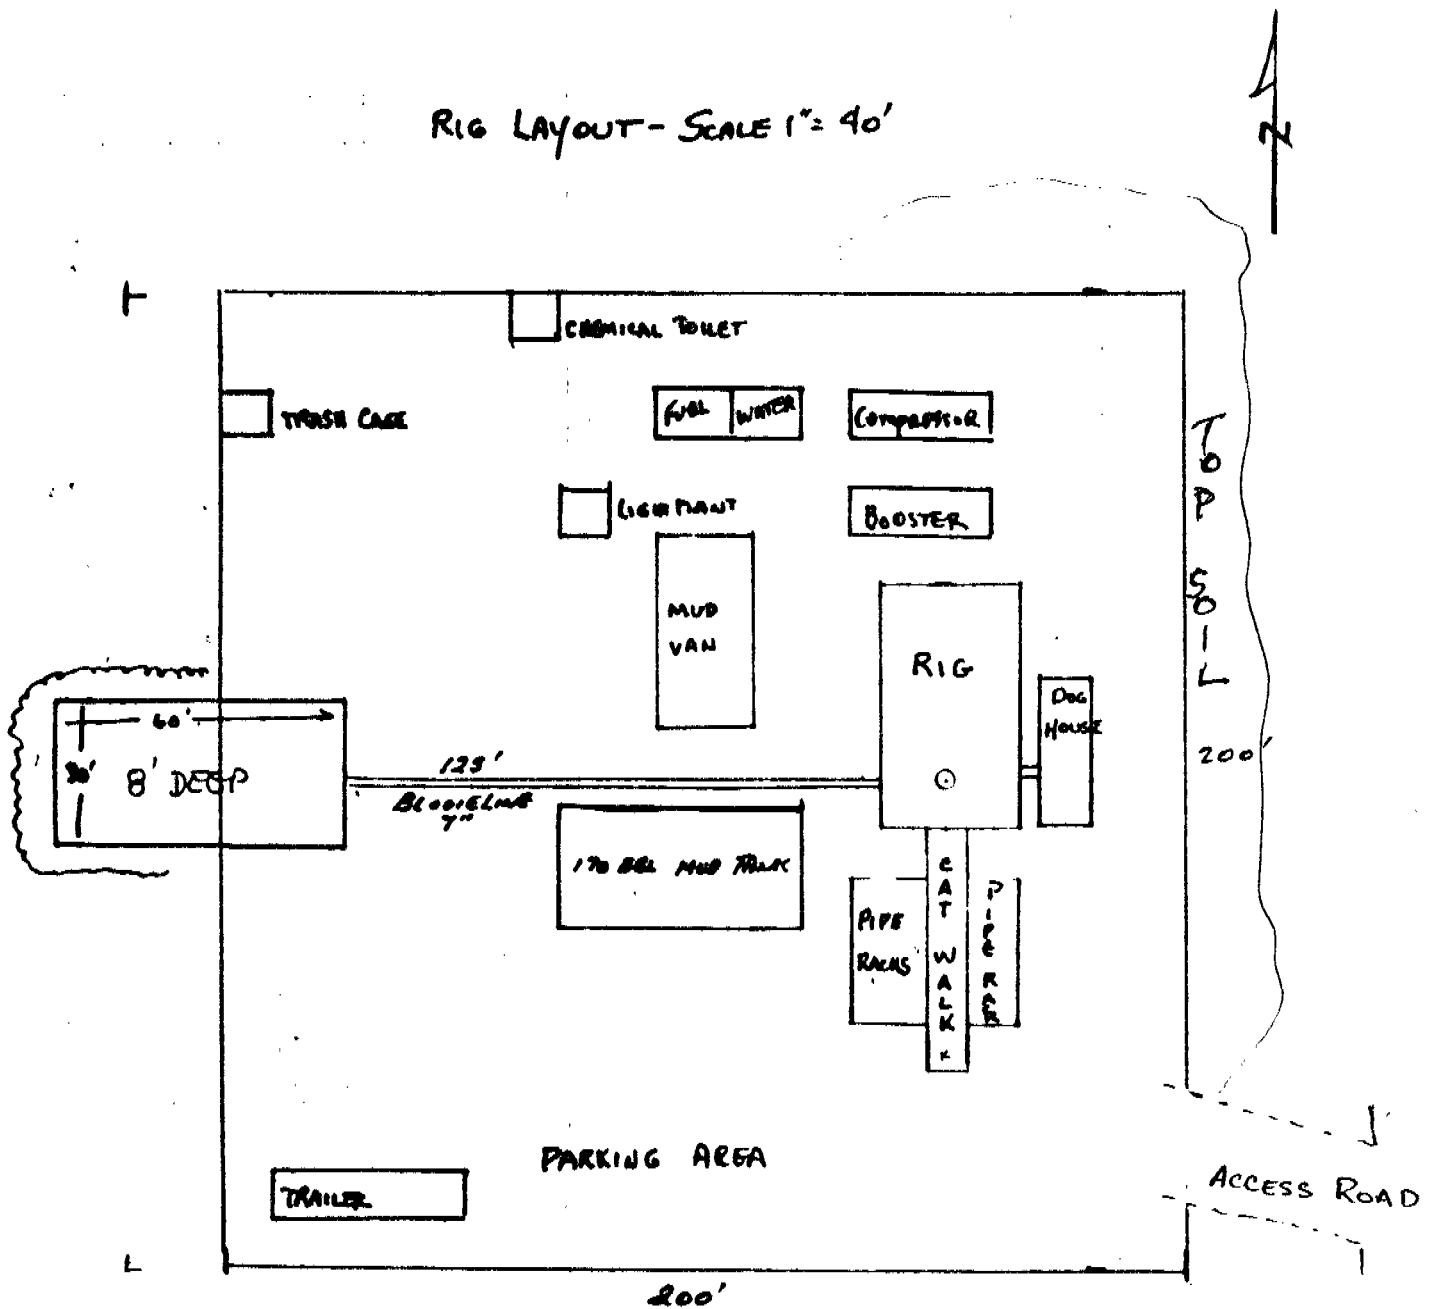 RIG LAYOUT - SCALE 1" = 40'
N
CHEMICAL TOILET
TRASH CAGE
FUEL
WATER
COMPRESSOR
LIGHT PLANT
BOOSTER
TOP SOIL
MUD
VAN
RIG
DOG
HOUSE
60'
30'
8' DEEP
200'
125'
BLOOIELINE
7"
170 BBL MUD TANK
CAT WALK
PIPE
RACKS
PIPE RACK
PARKING AREA
TRAILER
ACCESS ROAD
200'